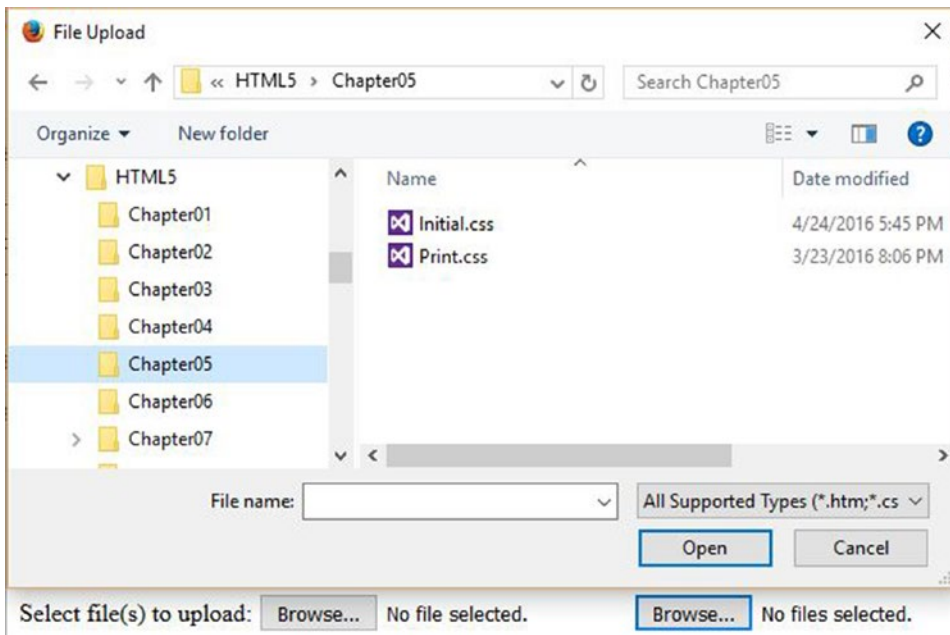 File Upload
« HTML5 > Chapter05
Search Chapter05
Organize
New folder
HTML5
Chapter01
Chapter02
Chapter03
Chapter04
Chapter05
Chapter06
Chapter07
Name
Date modified
Initial.css
4/24/2016 5:45 PM
Print.css
3/23/2016 8:06 PM
File name:
All Supported Types (*.htm;*.cs
Open
Cancel
Select file(s) to upload: Browse... No file selected. Browse... No files selected.